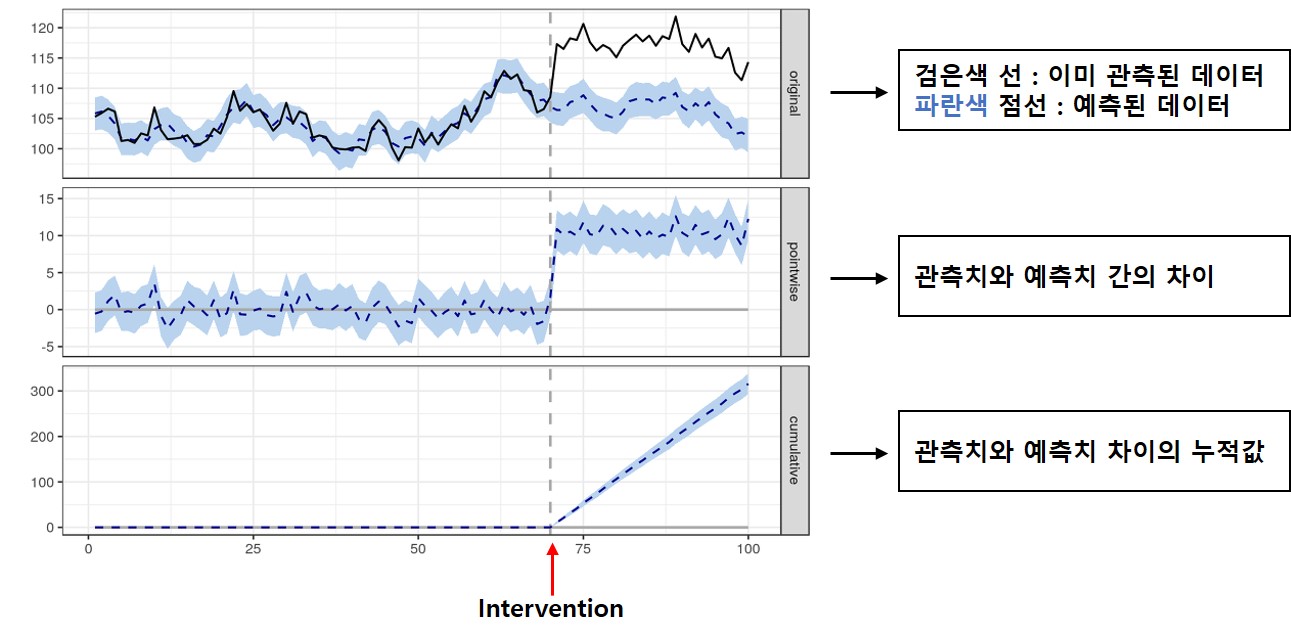 120
115
110
105
100
original
검은색 선 : 이미 관측된 데이터
파란색 점선 : 예측된 데이터
15
10
5
0
-5
pointwise
관측치와 예측치 간의 차이
300
200
100
0
cumulative
관측치와 예측치 차이의 누적값
0 25 50 75 100
Intervention